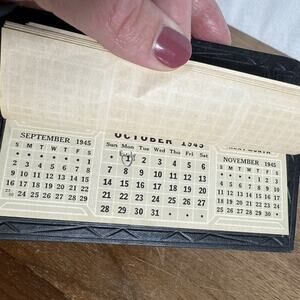 OCTOBER 1945
SEPTEMBER 1945
S M T W T F S
1
2 3 4 5 6 7 8
9 10 11 12 13 14 15
16 17 18 19 20 21 22
23 24 25 26 27 28 29
30
Sun Mon Tue Wed Thu Fri Sat
1 2 3 4 5 6
7 8 9 10 11 12 13
14 15 16 17 18 19 20
21 22 23 24 25 26 27
28 29 30 31
NEXT MONTH
NOVEMBER 1945
S M T W T F S
1 2 3
4 5 6 7 8 9 10
11 12 13 14 15 16 17
18 19 20 21 22 23 24
25 26 27 28 29 30